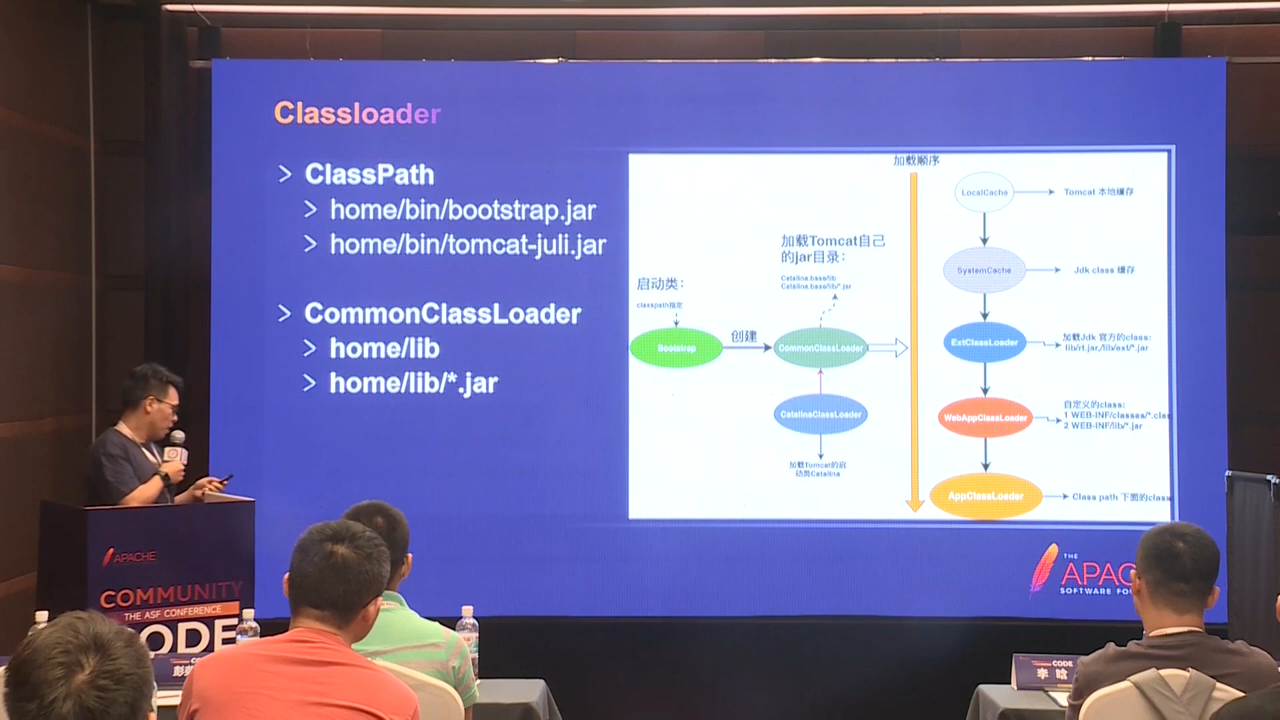 Classloader
> ClassPath
> home/bin/bootstrap.jar
> home/bin/tomcat-juli.jar
> CommonClassLoader
> home/lib
> home/lib/*.jar
加载顺序
启动类：
classpath指定
Bootstrap
创建
加载Tomcat自己
的jar目录：
Catalina.base/lib
Catalina.base/lib/*.jar
CommonClassLoader
CatalinaClassLoader
加载Tomcat的启
动类Catalina
LocalCache
Tomcat 本地缓存
SystemCache
Jdk class 缓存
ExtClassLoader
加载Jdk 官方的class:
lib/rt.jar,/lib/ext/*.jar
WebAppClassLoader
自定义的class:
1 WEB-INF/classes/*.clas
2 WEB-INF/lib/*.jar
AppClassLoader
Class path 下面的class
THE
APAC
SOFTWARE FOU
APACHE
COMMUNITY
THE ASF CONFERENCE
CODE
CODE
李 晗